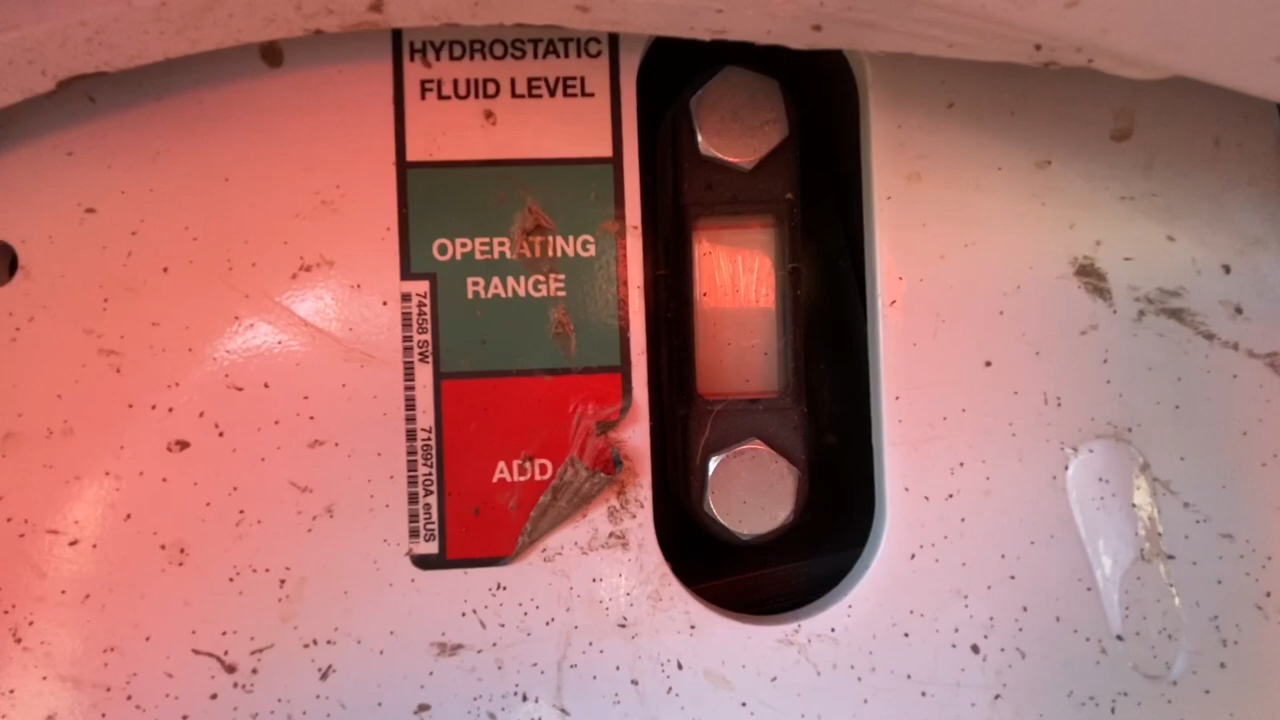 HYDROSTATIC
FLUID LEVEL
OPERATING
RANGE
ADD
74458 SW
7169710A enUS